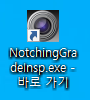 NotchingGra
deInsp.exe -
바로 가기